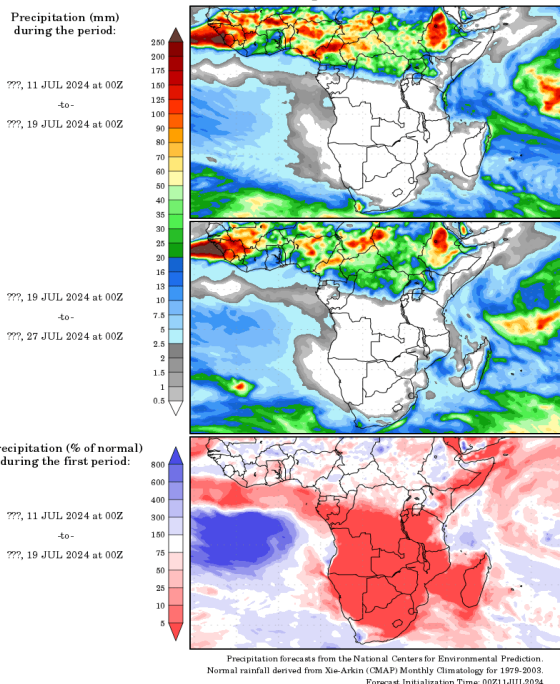 Precipitation (mm)
during the period:
250
200
175
150
125
100
90
80
70
60
50
40
35
30
25
20
16
13
10
7.5
5
2.5
2
1.5
1
0.5
???, 11 JUL 2024 at 00Z
-to-
???, 19 JUL 2024 at 00Z
???, 19 JUL 2024 at 00Z
-to-
???, 27 JUL 2024 at 00Z
recipitation (% of normal)
during the first period:
800
600
400
300
150
75
50
25
10
5
???, 11 JUL 2024 at 00Z
-to-
???, 19 JUL 2024 at 00Z
Precipitation forecasts from the National Centers for Environmental Prediction.
Normal rainfall derived from Xie-Arkin (CMAP) Monthly Climatology for 1979-2003.
Forecast Initialization Time: 00Z11JUL2024